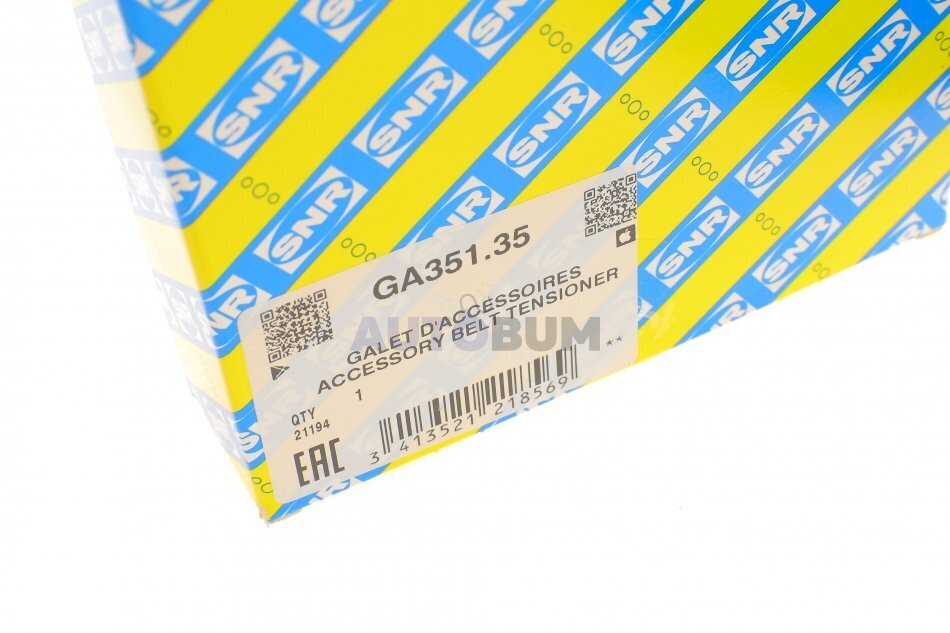 SNR
GA351.35
GALET D'ACCESSOIRES
ACCESSORY BELT TENSIONER
AUTOBUM
QTY 1
21194
**
EAC
3 413521 218569